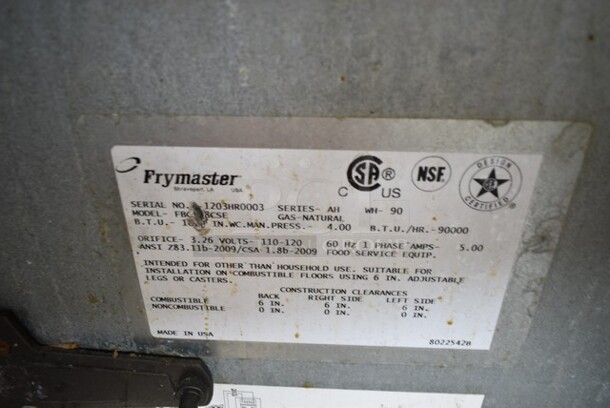 Frymaster
Shreveport, LA USA
CSA ® C US
NSF.
DESIGN CERTIFIED
SERIAL NO. 1203HR0003 SERIES- AH WH- 90
MODEL- GAS-NATURAL
B.T.U.- IN.WC.MAN.PRESS.- 4.00 B.T.U./HR.-90000
ORIFICE- 3.26 VOLTS- 110-120 60 HZ 1 PHASE AMPS- 5.00
ANSI Z83.11b-2009/CSA 1.8b-2009 FOOD SERVICE EQUIP.
INTENDED FOR OTHER THAN HOUSEHOLD USE. SUITABLE FOR
INSTALLATION ON COMBUSTIBLE FLOORS USING 6 IN. ADJUSTABLE
LEGS OR CASTERS.
CONSTRUCTION CLEARANCES
BACK RIGHT SIDE LEFT SIDE
COMBUSTIBLE 6 IN. 6 IN. 6 IN.
NONCOMBUSTIBLE 0 IN. 0 IN. 0 IN.
MADE IN USA
8022542B